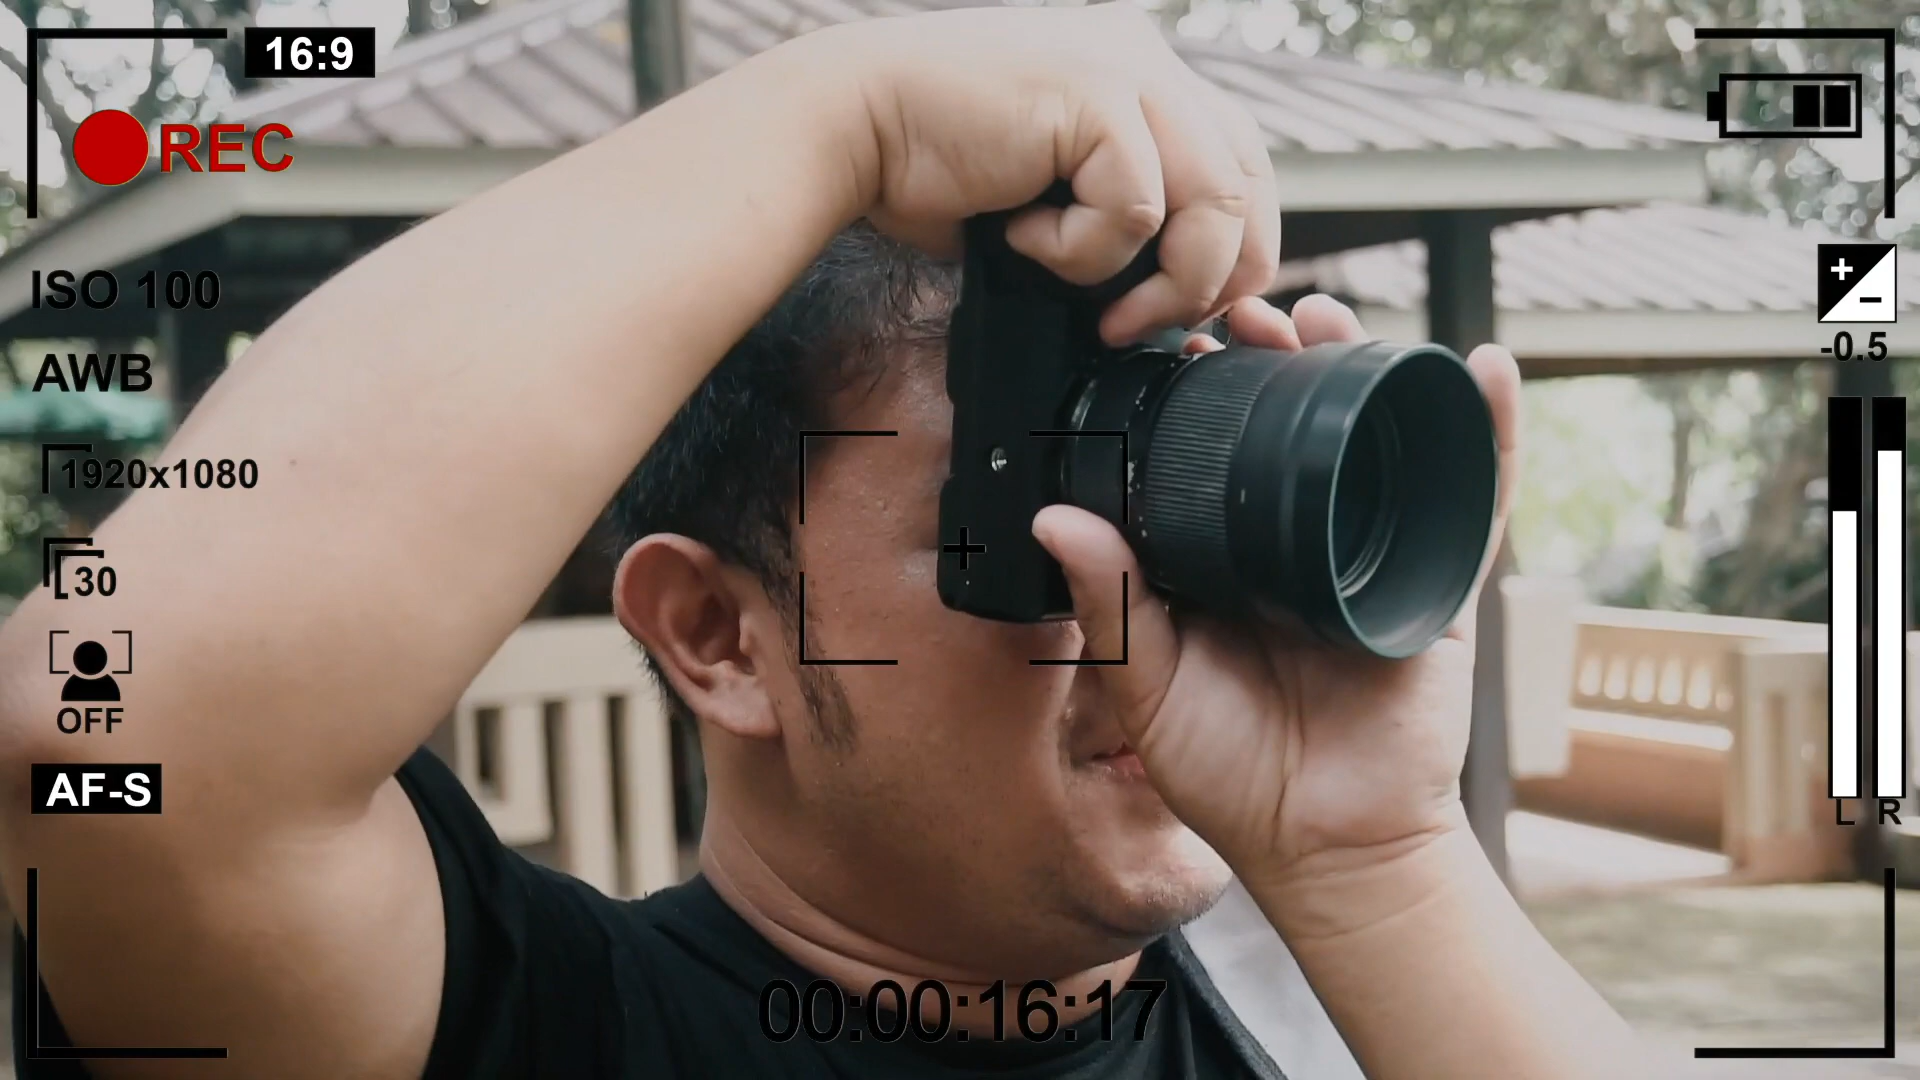 16:9
REC
ISO 100
AWB
1920x1080
30
OFF
AF-S
-0.5
L R
00:00:16:17